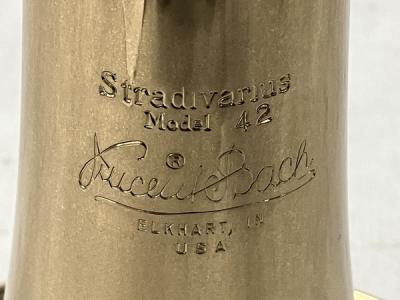 Stradivarius
Model 42
®
Vincent Bach
ELKHART, IN
USA